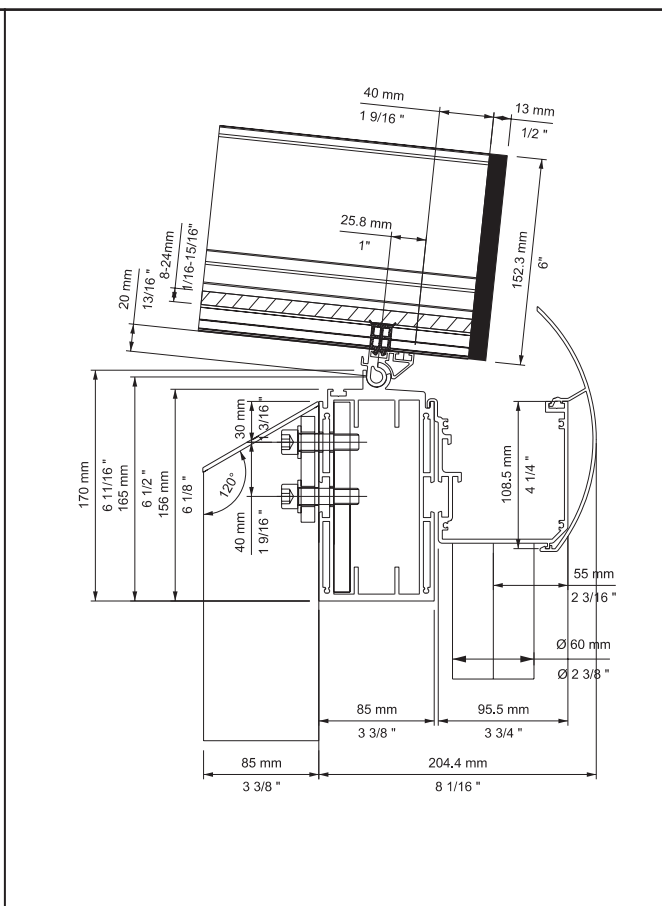 40 mm
1 9/16 "
13 mm
1/2 "
25.8 mm
1"
152.3 mm
6"
8-24mm
1/16-15/16"
20 mm
13/16 "
30 mm
1 3/16 "
120°
40 mm
1 9/16 "
170 mm
6 11/16 "
165 mm
6 1/2 "
156 mm
6 1/8 "
108.5 mm
4 1/4 "
55 mm
2 3/16 "
Ø 60 mm
Ø 2 3/8 "
85 mm
3 3/8 "
95.5 mm
3 3/4 "
85 mm
3 3/8 "
204.4 mm
8 1/16 "